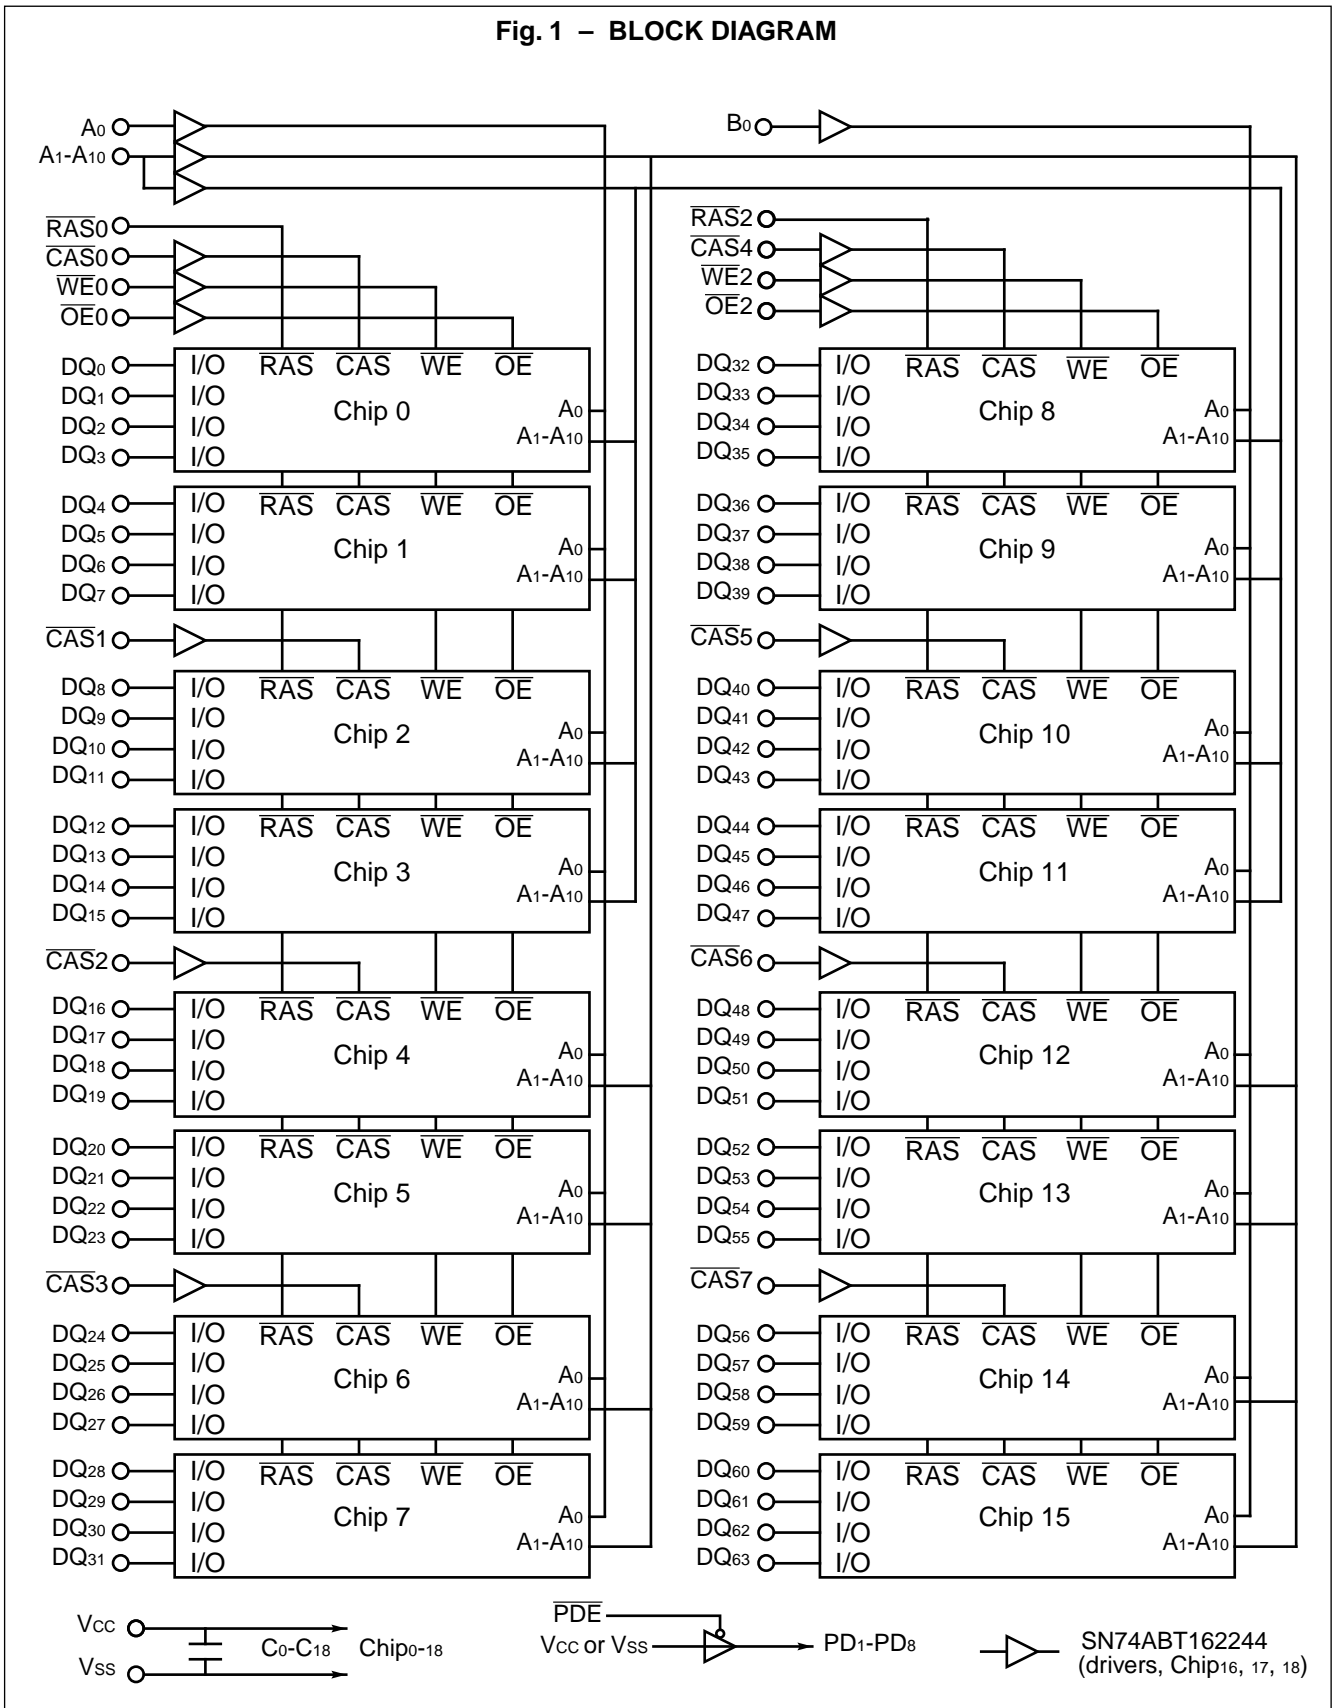 Fig. 1 – BLOCK DIAGRAM
A0
A1-A10
RAS0
CAS0
WE0
OE0
DQ0 I/O RAS CAS WE OE
DQ1 I/O Chip 0 A0
DQ2 I/O A1-A10
DQ3 I/O
DQ4 I/O RAS CAS WE OE
DQ5 I/O Chip 1 A0
DQ6 I/O A1-A10
DQ7 I/O
CAS1
DQ8 I/O RAS CAS WE OE
DQ9 I/O Chip 2 A0
DQ10 I/O A1-A10
DQ11 I/O
DQ12 I/O RAS CAS WE OE
DQ13 I/O Chip 3 A0
DQ14 I/O A1-A10
DQ15 I/O
CAS2
DQ16 I/O RAS CAS WE OE
DQ17 I/O Chip 4 A0
DQ18 I/O A1-A10
DQ19 I/O
DQ20 I/O RAS CAS WE OE
DQ21 I/O Chip 5 A0
DQ22 I/O A1-A10
DQ23 I/O
CAS3
DQ24 I/O RAS CAS WE OE
DQ25 I/O Chip 6 A0
DQ26 I/O A1-A10
DQ27 I/O
DQ28 I/O RAS CAS WE OE
DQ29 I/O Chip 7 A0
DQ30 I/O A1-A10
DQ31 I/O
B0
RAS2
CAS4
WE2
OE2
DQ32 I/O RAS CAS WE OE
DQ33 I/O Chip 8 A0
DQ34 I/O A1-A10
DQ35 I/O
DQ36 I/O RAS CAS WE OE
DQ37 I/O Chip 9 A0
DQ38 I/O A1-A10
DQ39 I/O
CAS5
DQ40 I/O RAS CAS WE OE
DQ41 I/O Chip 10 A0
DQ42 I/O A1-A10
DQ43 I/O
DQ44 I/O RAS CAS WE OE
DQ45 I/O Chip 11 A0
DQ46 I/O A1-A10
DQ47 I/O
CAS6
DQ48 I/O RAS CAS WE OE
DQ49 I/O Chip 12 A0
DQ50 I/O A1-A10
DQ51 I/O
DQ52 I/O RAS CAS WE OE
DQ53 I/O Chip 13 A0
DQ54 I/O A1-A10
DQ55 I/O
CAS7
DQ56 I/O RAS CAS WE OE
DQ57 I/O Chip 14 A0
DQ58 I/O A1-A10
DQ59 I/O
DQ60 I/O RAS CAS WE OE
DQ61 I/O Chip 15 A0
DQ62 I/O A1-A10
DQ63 I/O
VCC
C0-C18 Chip0-18
VSS
PDE
VCC or VSS PD1-PD8
SN74ABT162244
(drivers, Chip16, 17, 18)